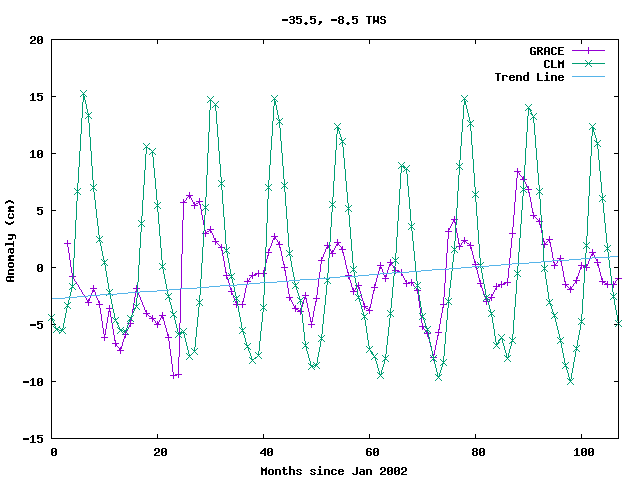 -35.5, -8.5 TWS
GRACE
CLM
Trend Line
20
15
10
5
0
-5
-10
-15
Anomaly (cm)
0 20 40 60 80 100
Months since Jan 2002